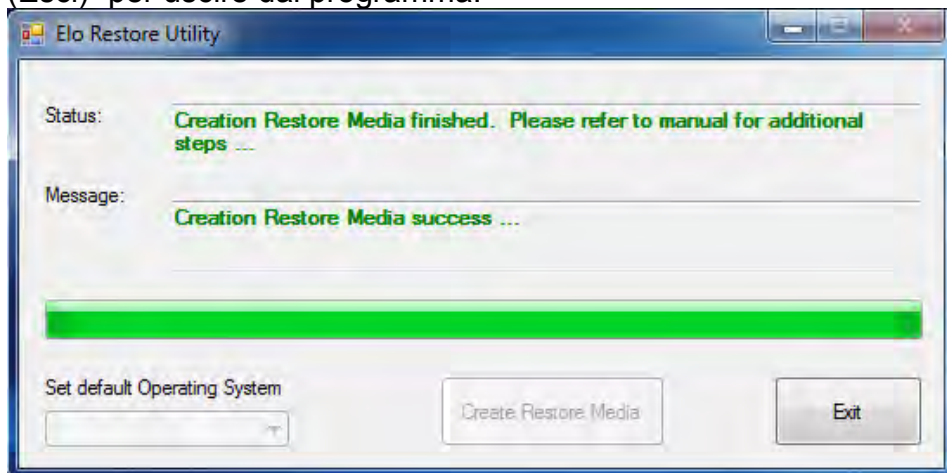 (Esci) per uscire dal programma.
Elo Restore Utility
Status:
Creation Restore Media finished. Please refer to manual for additional
steps ...
Message:
Creation Restore Media success ...
Set default Operating System
Create Restore Media
Exit